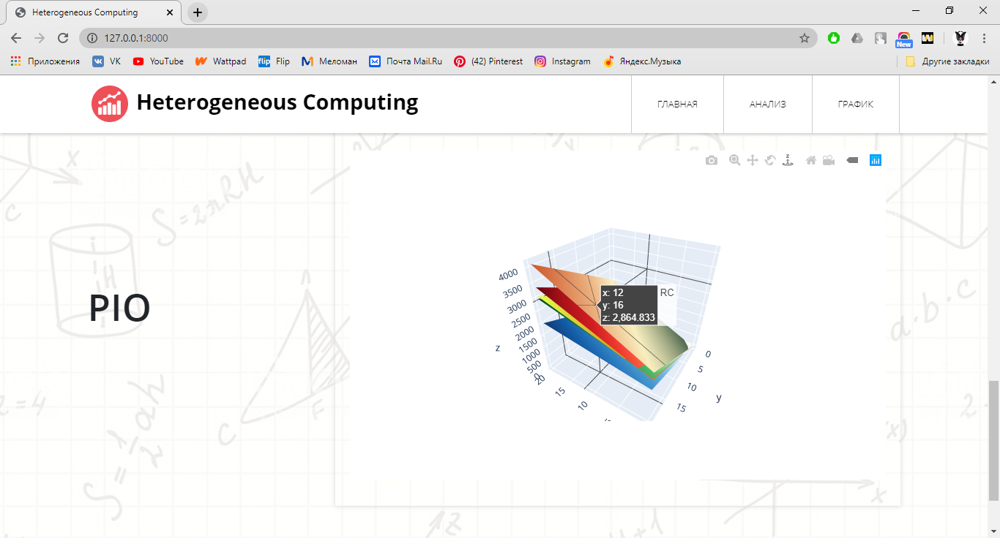 Heterogeneous Computing
127.0.0.1:8000
New
Приложения
VK
YouTube
Wattpad
flip Flip
Меломан
Почта Mail.Ru
(42) Pinterest
Instagram
Яндекс.Музыка
Другие закладки
Heterogeneous Computing
ГЛАВНАЯ
АНАЛИЗ
ГРАФИК
x
C
S=2πRH
H
PIO
C
F
a·b·c
x
z
4000
3500
3000
2500
2000
1500
1000
500
0
20
15
10
x: 12
y: 16
z: 2,864.833
RC
0
5
10
15
y
z